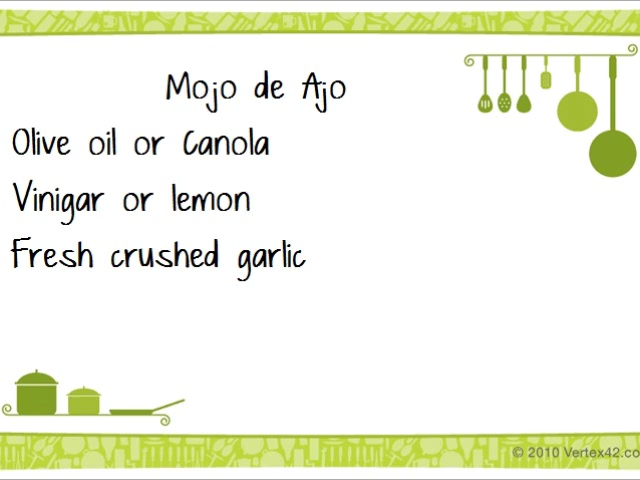 Mojo de Ajo
Olive oil or Canola
Vinigar or lemon
Fresh crushed garlic
© 2010 Vertex42.co